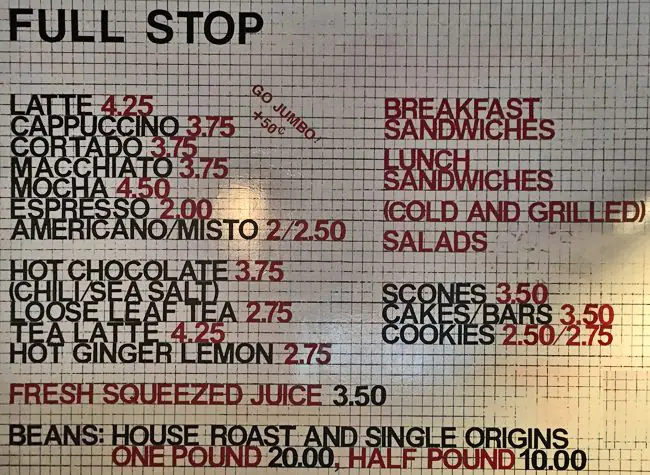 FULL STOP
LATTE 4.25
CAPPUCCINO 3.75
CORTADO 3.75
MACCHIATO 3.75
MOCHA 4.50
ESPRESSO 2.00
AMERICANO/MISTO 2/2.50
GO JUMBO!
+50¢
HOT CHOCOLATE 3.75
(CHILI/SEA SALT)
LOOSE LEAF TEA 2.75
TEA LATTE 4.25
HOT GINGER LEMON 2.75
BREAKFAST
SANDWICHES
LUNCH
SANDWICHES
(COLD AND GRILLED)
SALADS
SCONES 3.50
CAKES/BARS 3.50
COOKIES 2.50/2.75
FRESH SQUEEZED JUICE 3.50
BEANS: HOUSE ROAST AND SINGLE ORIGINS
ONE POUND 20.00, HALF POUND 10.00